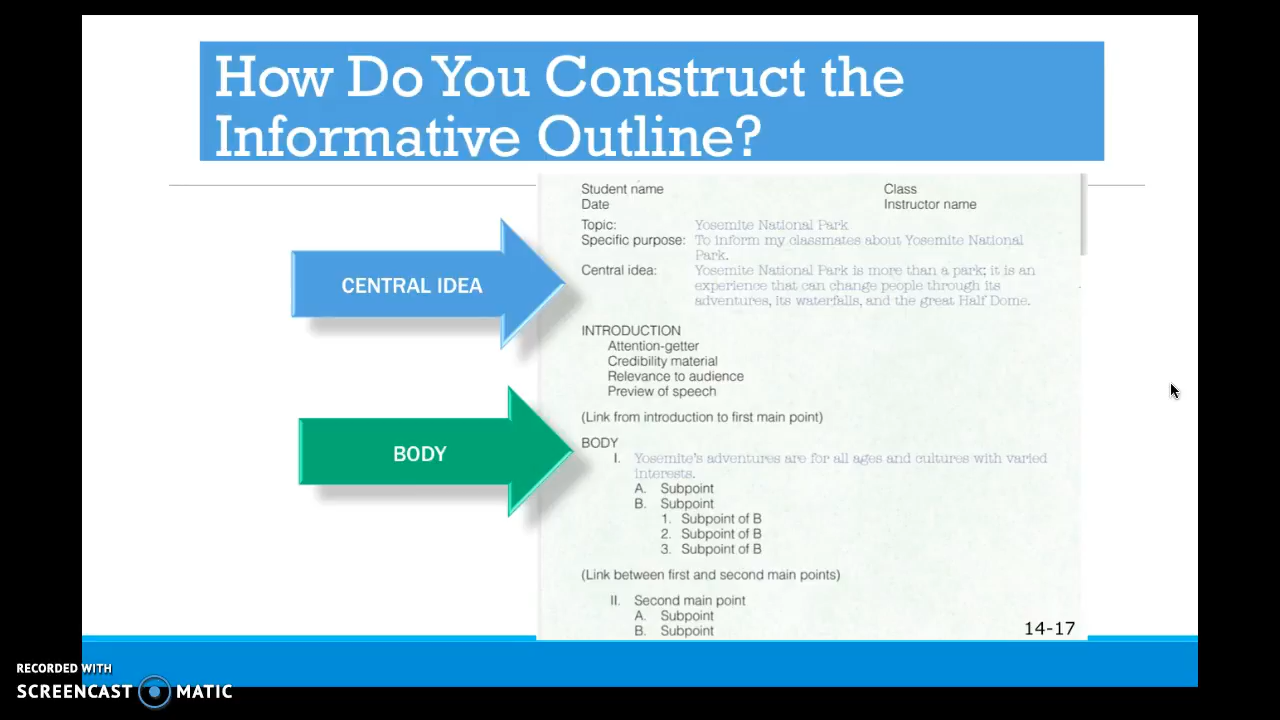 How Do You Construct the
Informative Outline?
Student name Class
Date Instructor name
Topic: Yosemite National Park
Specific purpose: To inform my classmates about Yosemite National
Park.
Central idea: Yosemite National Park is more than a park; it is an
experience that can change people through its
adventures, its waterfalls, and the great Half Dome.
CENTRAL IDEA
INTRODUCTION
Attention-getter
Credibility material
Relevance to audience
Preview of speech
(Link from introduction to first main point)
BODY
BODY
I. Yosemite's adventures are for all ages and cultures with varied
interests.
A. Subpoint
B. Subpoint
1. Subpoint of B
2. Subpoint of B
3. Subpoint of B
(Link between first and second main points)
II. Second main point
A. Subpoint
B. Subpoint
14-17
RECORDED WITH
SCREENCAST MATIC